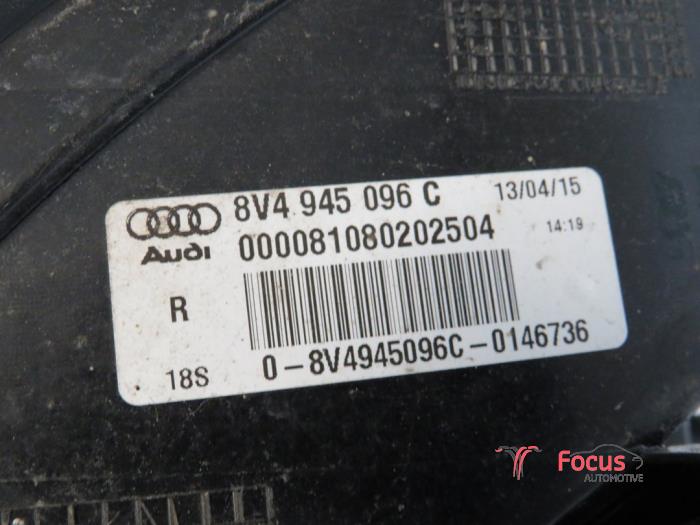 8V4 945 096 C 13/04/15
Audi 000081080202504 14:19
R
18S 0-8V4945096C-0146736
Focus
AUTOMOTIVE